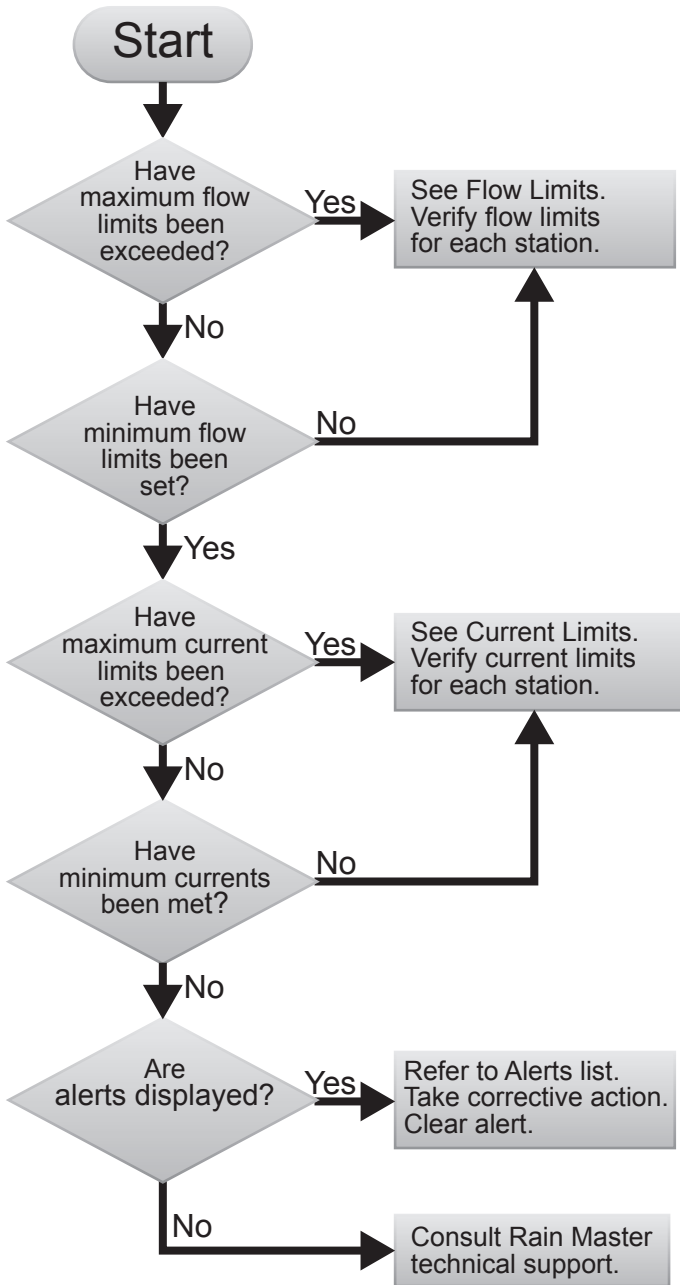 Start
Have
maximum flow
limits been
exceeded?
Yes
See Flow Limits.
Verify flow limits
for each station.
No
Have
minimum flow
limits been
set?
No
Yes
Have
maximum current
limits been
exceeded?
Yes
See Current Limits.
Verify current limits
for each station.
No
Have
minimum currents
been met?
No
No
Are
alerts displayed?
Yes
Refer to Alerts list.
Take corrective action.
Clear alert.
No
Consult Rain Master
technical support.